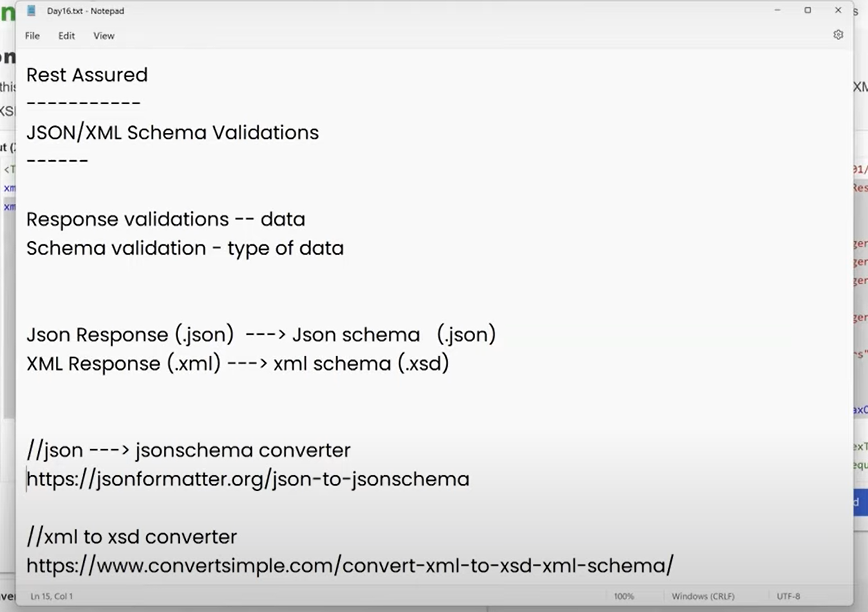 Day16.txt - Notepad
File Edit View
Rest Assured
-----------
JSON/XML Schema Validations
------
Response validations -- data
Schema validation - type of data
Json Response (.json) ---> Json schema (.json)
XML Response (.xml) ---> xml schema (.xsd)
//json ---> jsonschema converter
https://jsonformatter.org/json-to-jsonschema
//xml to xsd converter
https://www.convertsimple.com/convert-xml-to-xsd-xml-schema/
Ln 15, Col 1 100% Windows (CRLF) UTF-8